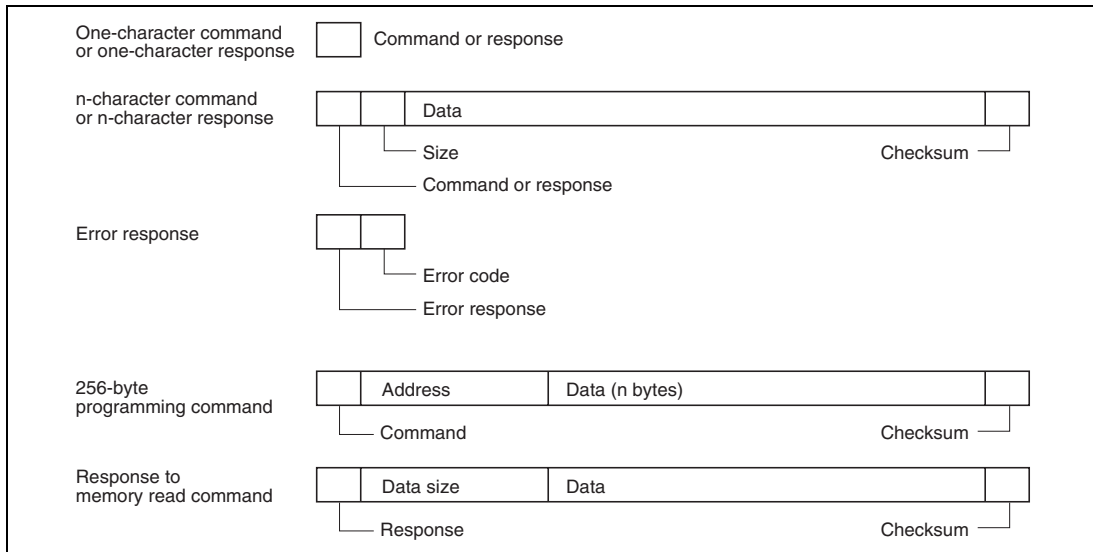 One-character command
or one-character response
Command or response
n-character command
or n-character response
Data
Size
Checksum
Command or response
Error response
Error code
Error response
256-byte
programming command
Address
Data (n bytes)
Command
Checksum
Response to
memory read command
Data size
Data
Response
Checksum